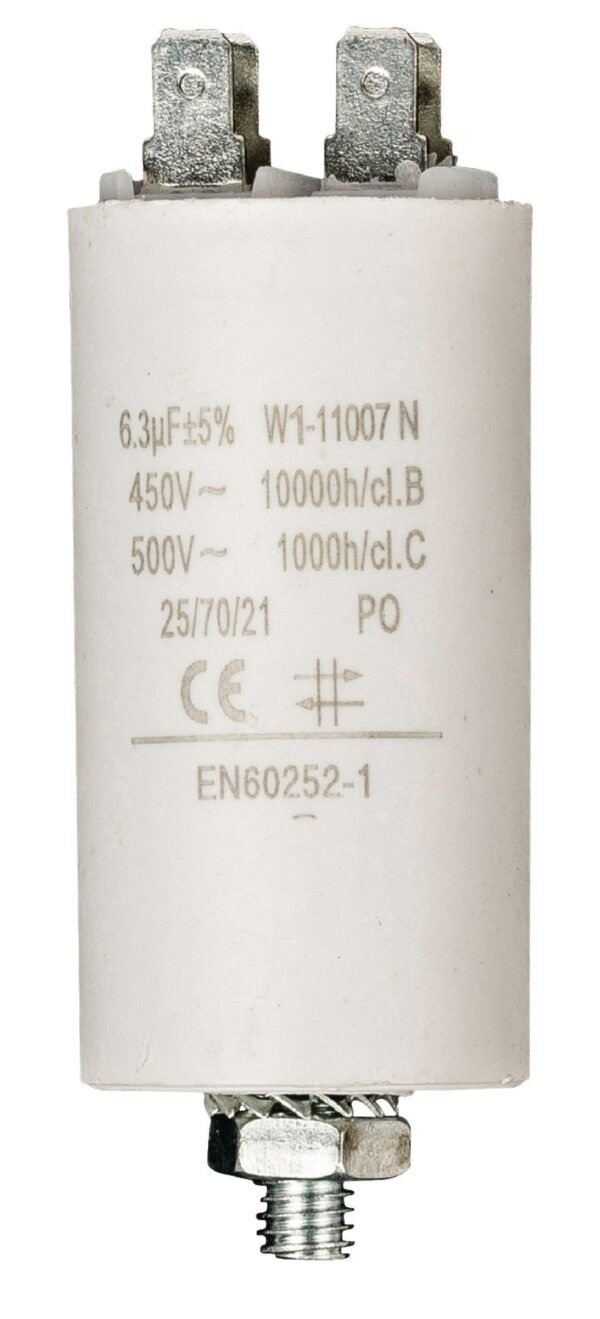 6.3µF±5% W1-11007 N
450V~ 10000h/cl.B
500V~ 1000h/cl.C
25/70/21 PO
CE
EN60252-1